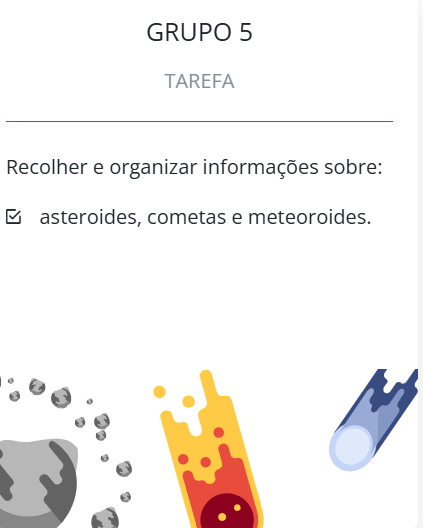 GRUPO 5
TAREFA
Recolher e organizar informações sobre:
asteroides, cometas e meteoroides.